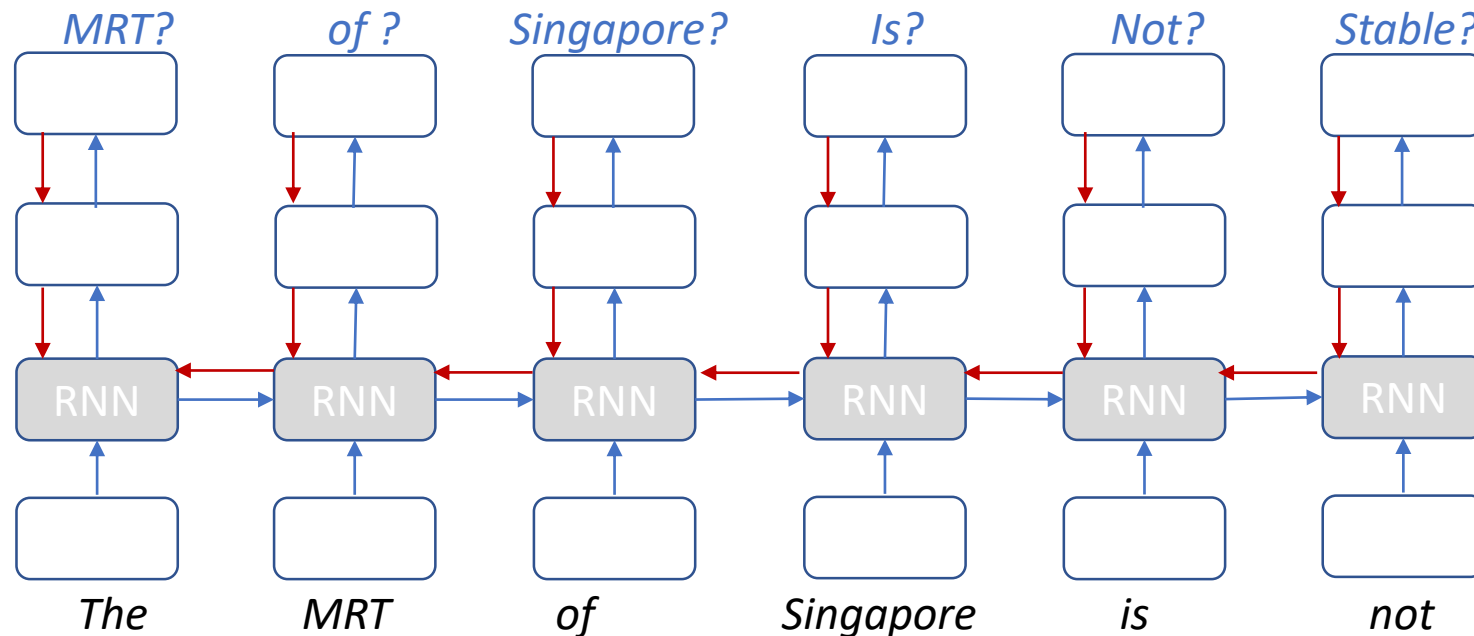 MRT? of ? Singapore? Is? Not? Stable?
RNN RNN RNN RNN RNN RNN
The MRT of Singapore is not